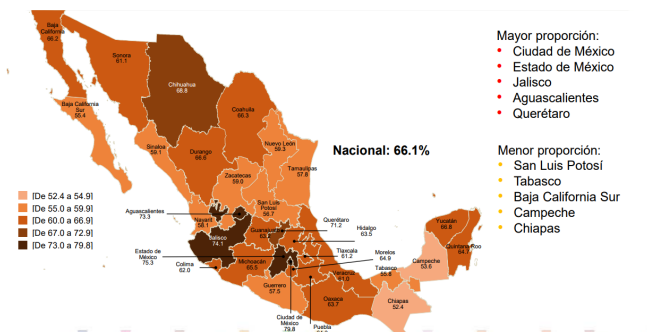 Baja
California
66.2
Sonora
61.1
Chihuahua
68.8
Coahuila
66.3
Baja California
Sur
55.4
Sinaloa
59.1
Durango
66.6
Nuevo León
59.3
Tamaulipas
57.8
Zacatecas
59.0
San Luis
Potosí
56.7
Aguascalientes
73.3
Nayarit
58.1
Jalisco
74.1
Guanajuato
Querétaro
71.2
Hidalgo
63.5
Estado de
México
75.3
Colima
62.0
Michoacán
65.5
Tlaxcala
61.2
Morelos
64.9
Veracruz
61.0
Guerrero
57.5
Oaxaca
63.7
Ciudad de
México
79.8
Puebla
Tabasco
55.8
Chiapas
52.4
Campeche
53.6
Yucatán
66.8
Quintana Roo
64.7
Nacional: 66.1%
[De 52.4 a 54.9]
[De 55.0 a 59.9]
[De 60.0 a 66.9]
[De 67.0 a 72.9]
[De 73.0 a 79.8]
Mayor proporción:
• Ciudad de México
• Estado de México
• Jalisco
• Aguascalientes
• Querétaro
Menor proporción:
• San Luis Potosí
• Tabasco
• Baja California Sur
• Campeche
• Chiapas